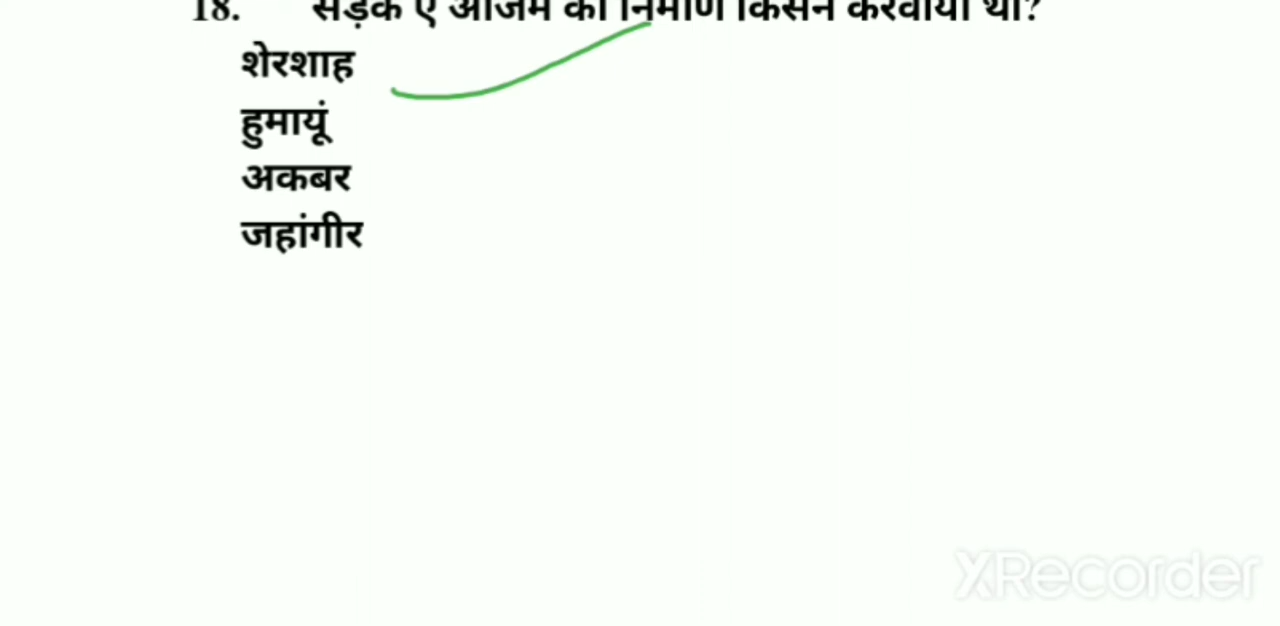 18. सड़क ए आजम का निर्माण किसने करवाया था?
शेरशाह
हुमायूं
अकबर
जहांगीर
XRecorder